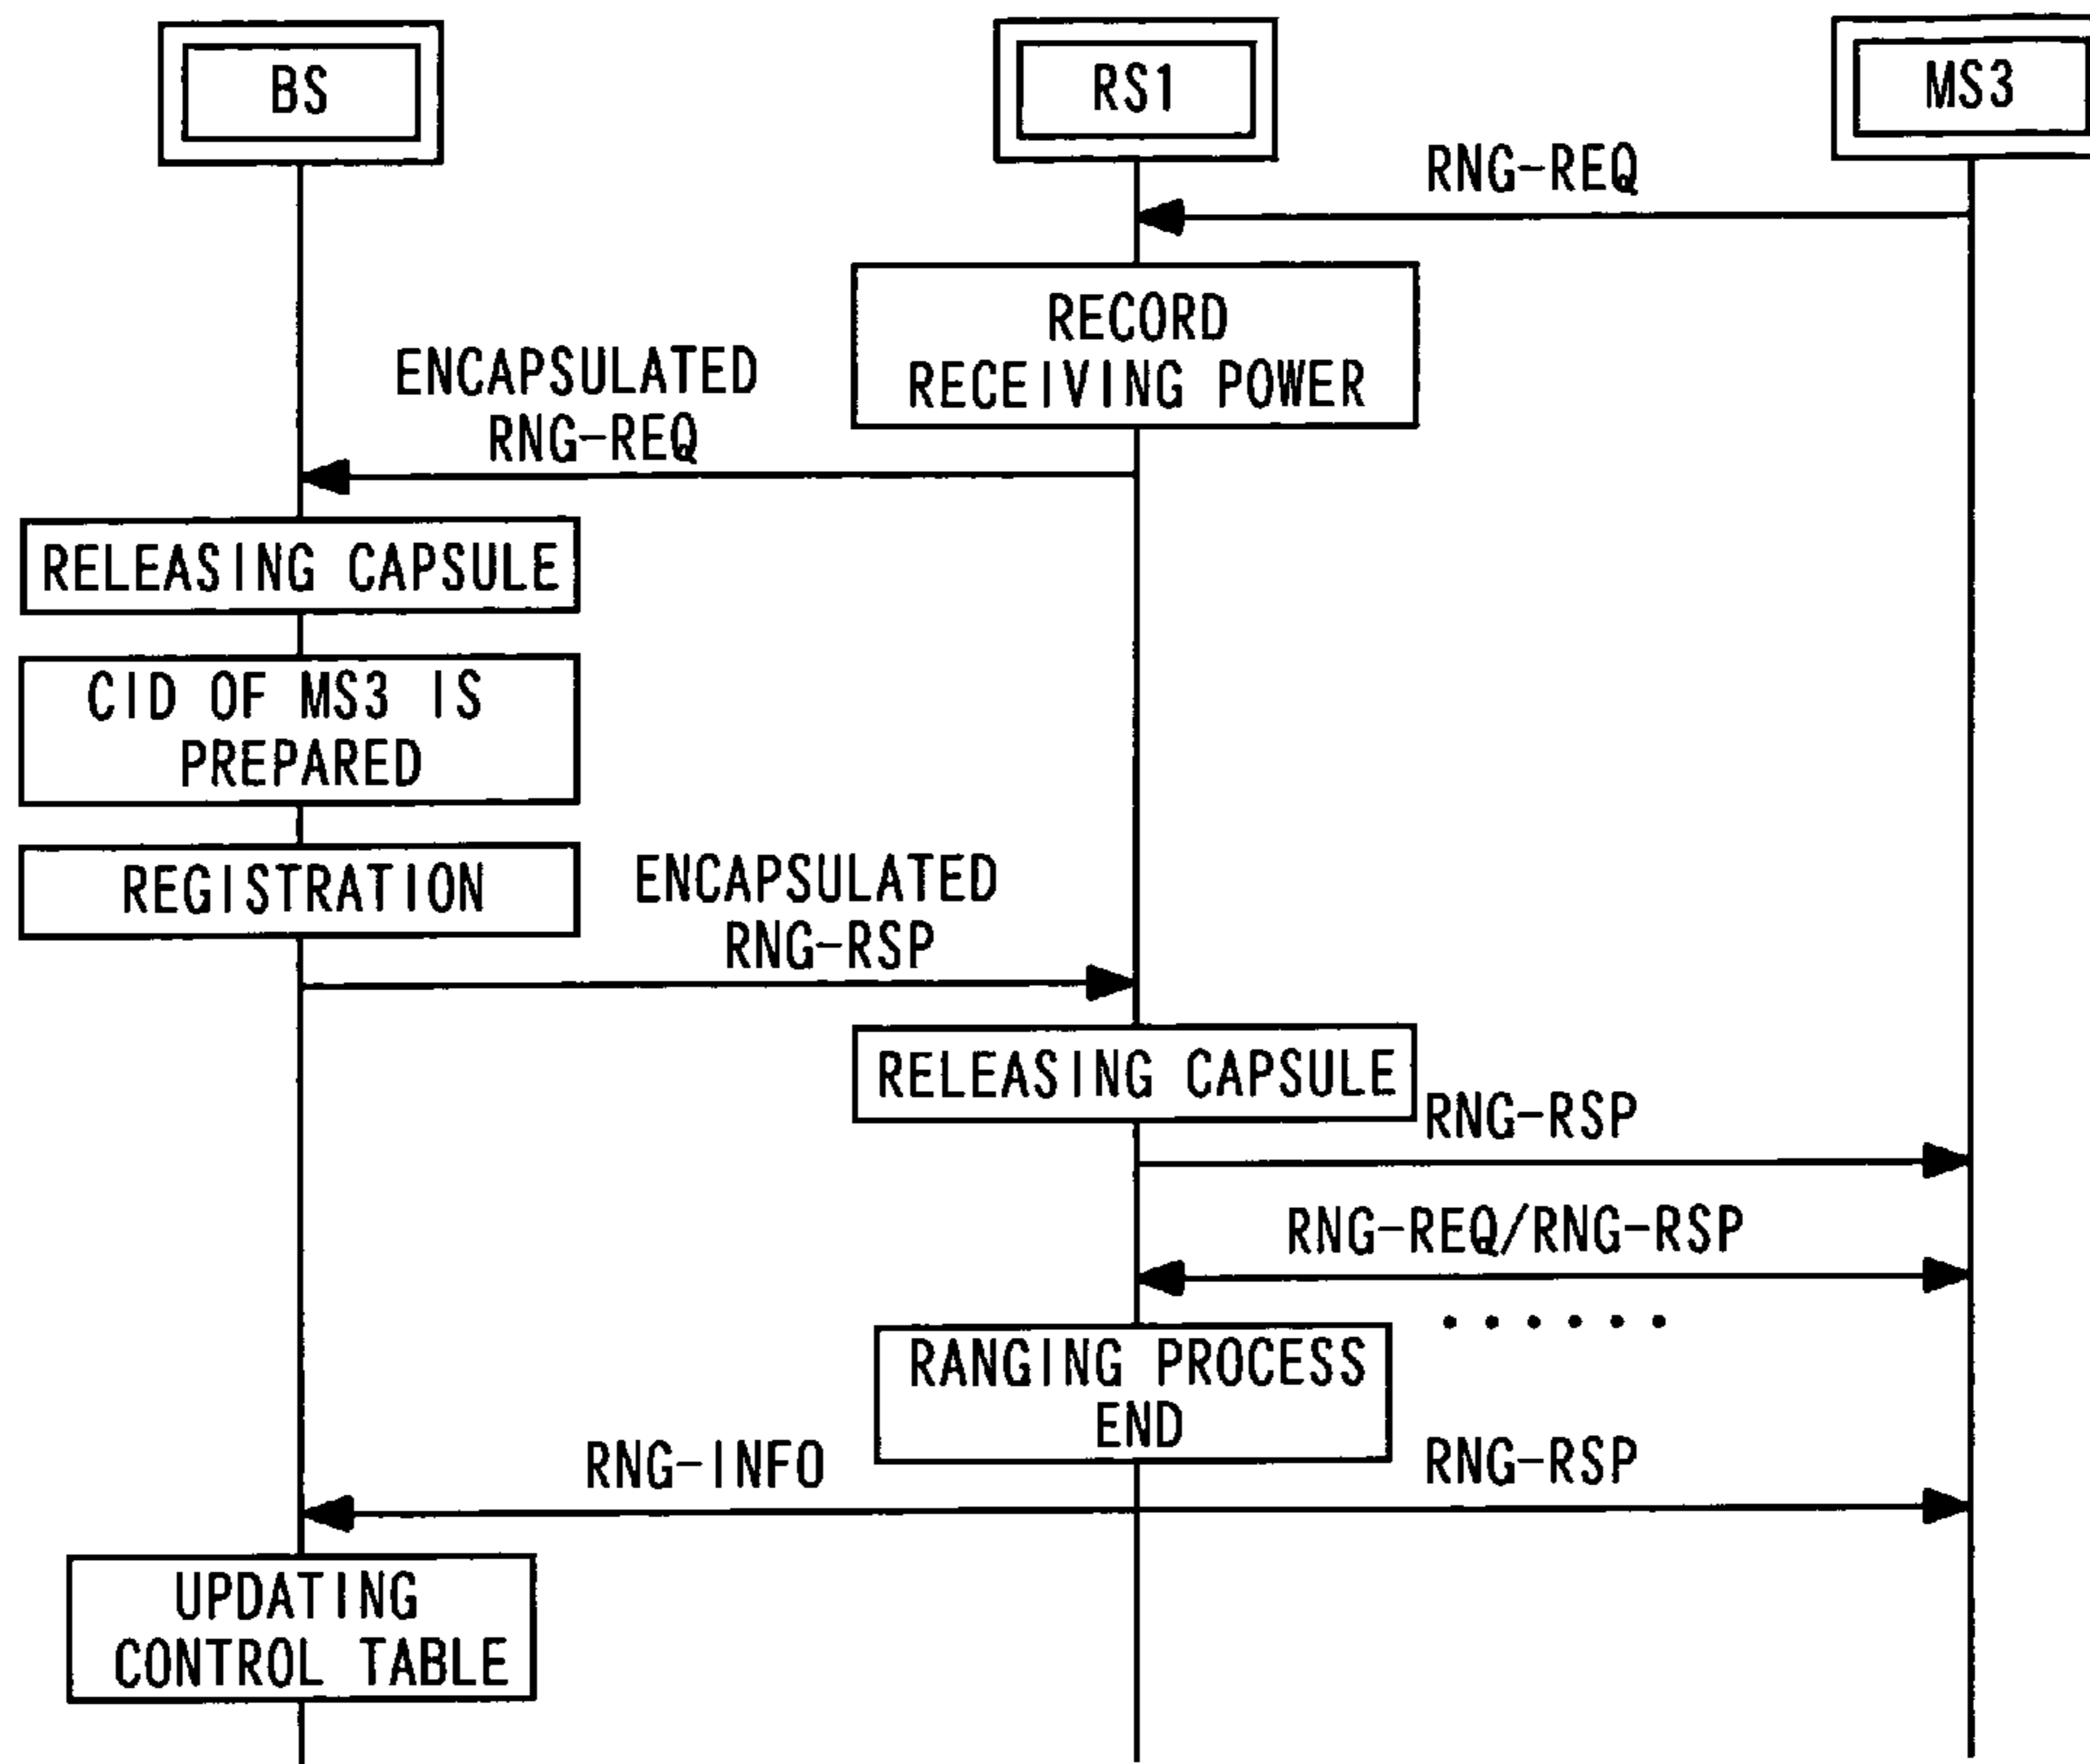 BS
RS1
MS3
RNG-REQ
RECORD
RECEIVING POWER
ENCAPSULATED
RNG-REQ
RELEASING CAPSULE
CID OF MS3 IS
PREPARED
REGISTRATION
ENCAPSULATED
RNG-RSP
RELEASING CAPSULE
RNG-RSP
RNG-REQ/RNG-RSP
......
RANGING PROCESS
END
RNG-INFO
RNG-RSP
UPDATING
CONTROL TABLE